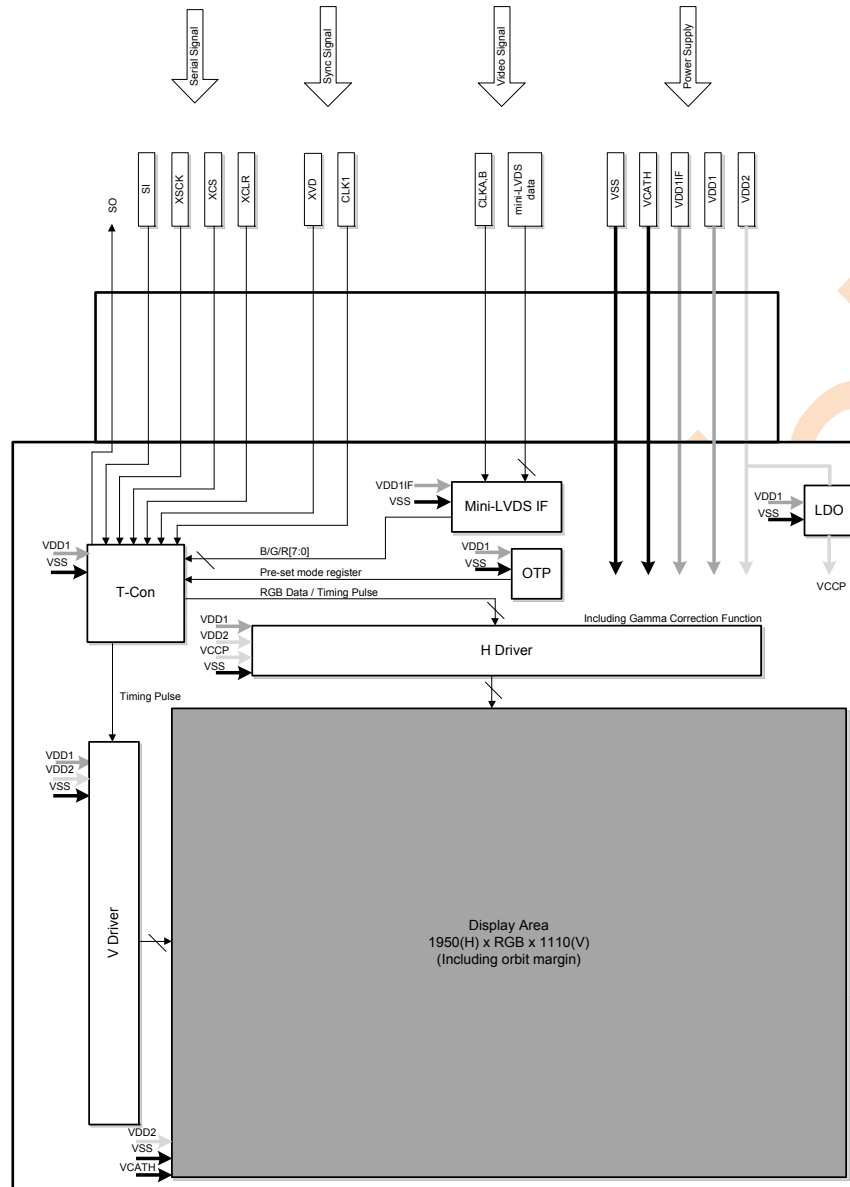 Serial Signal
Sync Signal
Video Signal
Power Supply
SO
SI
XSCK
XCS
XCLR
XVD
CLK1
CLKA,B
mini-LVDS
data
VSS
VCATH
VDD1IF
VDD1
VDD2
VDD1IF
VSS
Mini-LVDS IF
VDD1
VSS
LDO
VCCP
VDD1
VSS
T-Con
B/G/R[7:0]
VDD1
VSS
OTP
Pre-set mode register
RGB Data / Timing Pulse
Including Gamma Correction Function
VDD1
VDD2
VCCP
VSS
H Driver
Timing Pulse
VDD1
VDD2
VSS
V Driver
Display Area
1950(H) x RGB x 1110(V)
(Including orbit margin)
VDD2
VSS
VCATH